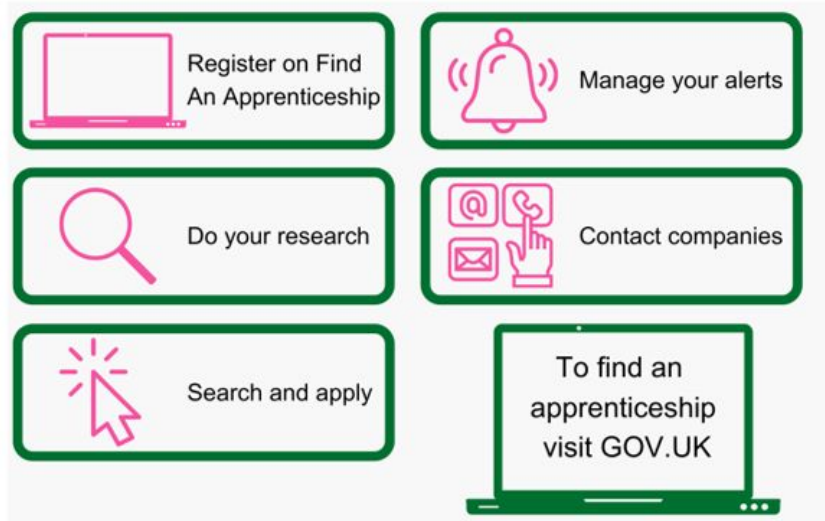 Register on Find
An Apprenticeship
Manage your alerts
Do your research
@
Contact companies
Search and apply
To find an
apprenticeship
visit GOV.UK